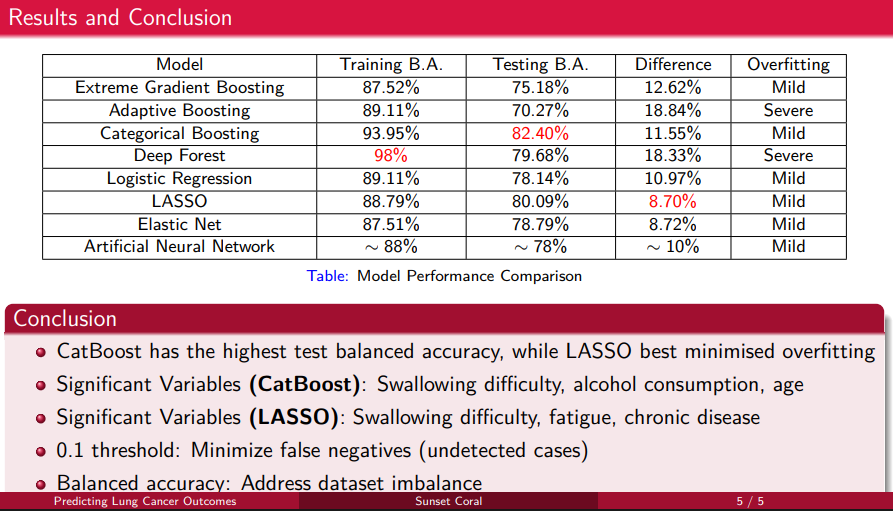 Results and Conclusion
Model Training B.A. Testing B.A. Difference Overfitting
Extreme Gradient Boosting 87.52% 75.18% 12.62% Mild
Adaptive Boosting 89.11% 70.27% 18.84% Severe
Categorical Boosting 93.95% 82.40% 11.55% Mild
Deep Forest 98% 79.68% 18.33% Severe
Logistic Regression 89.11% 78.14% 10.97% Mild
LASSO 88.79% 80.09% 8.70% Mild
Elastic Net 87.51% 78.79% 8.72% Mild
Artificial Neural Network ∼ 88% ∼ 78% ∼ 10% Mild
Table: Model Performance Comparison
Conclusion
CatBoost has the highest test balanced accuracy, while LASSO best minimised overfitting
Significant Variables (CatBoost): Swallowing difficulty, alcohol consumption, age
Significant Variables (LASSO): Swallowing difficulty, fatigue, chronic disease
0.1 threshold: Minimize false negatives (undetected cases)
Balanced accuracy: Address dataset imbalance
Predicting Lung Cancer Outcomes Sunset Coral 5 / 5